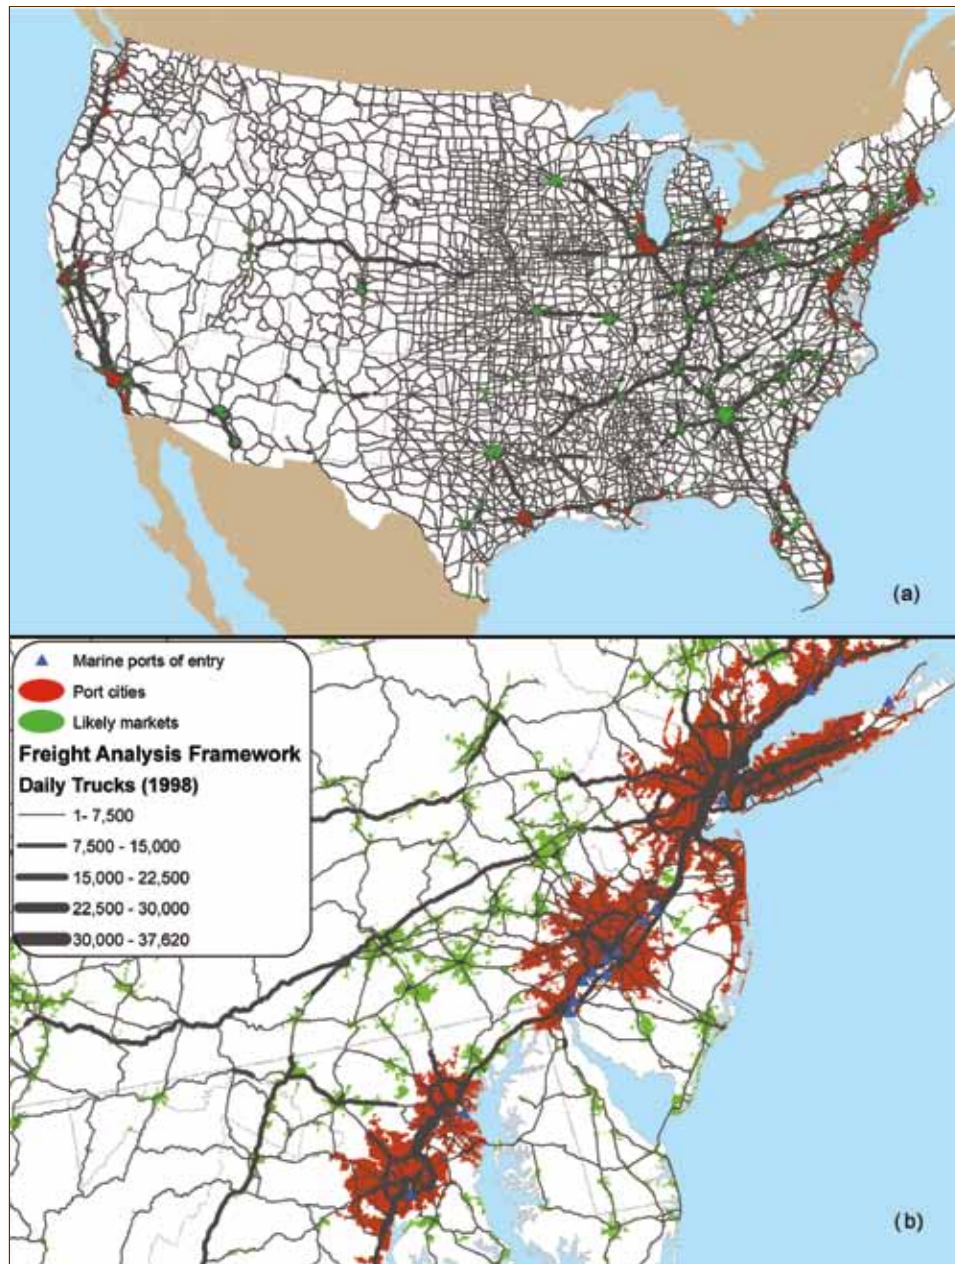 (a)
Marine ports of entry
Port cities
Likely markets
Freight Analysis Framework
Daily Trucks (1998)
1- 7,500
7,500 - 15,000
15,000 - 22,500
22,500 - 30,000
30,000 - 37,620
(b)